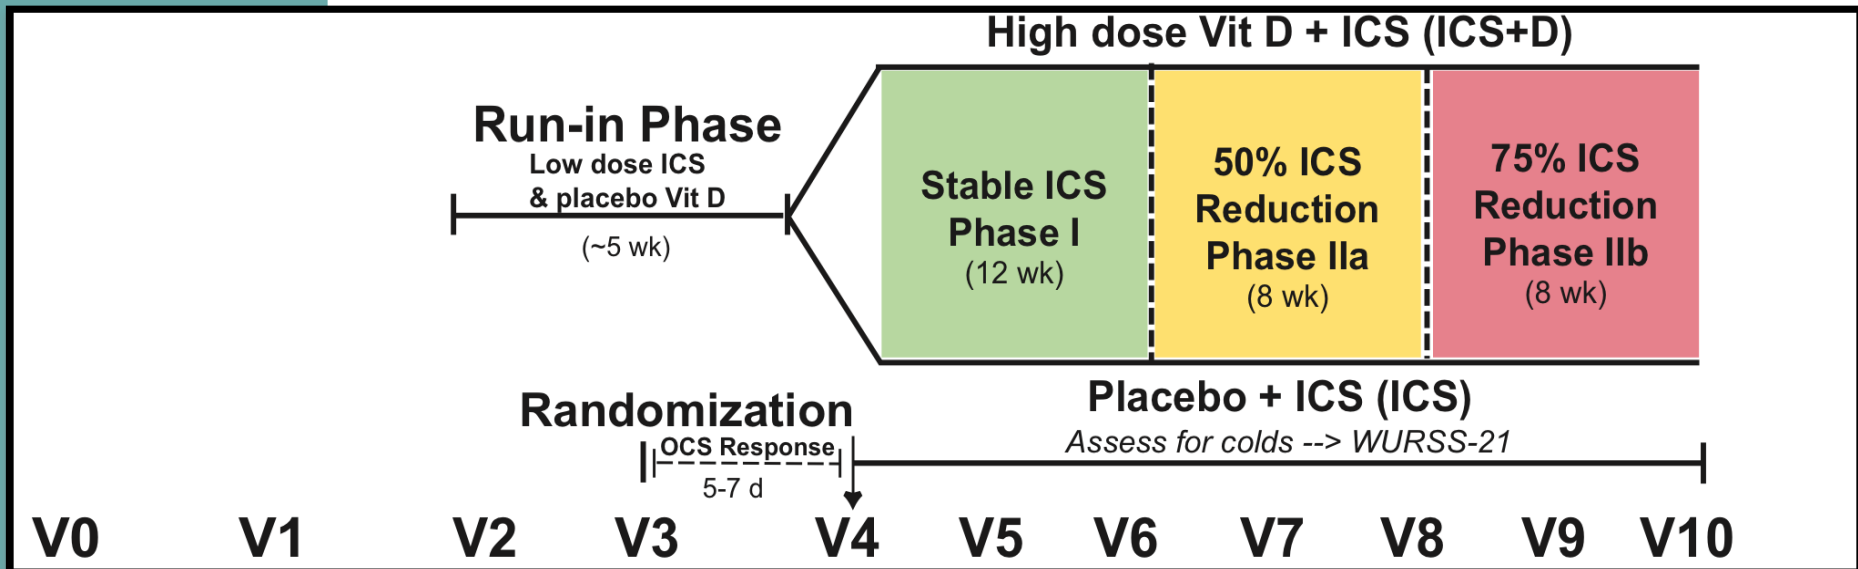 High dose Vit D + ICS (ICS+D)
Run-in Phase
Low dose ICS
& placebo Vit D
(~5 wk)
Stable ICS
Phase I
(12 wk)
50% ICS
Reduction
Phase IIa
(8 wk)
75% ICS
Reduction
Phase IIb
(8 wk)
Randomization
OCS Response
5-7 d
Placebo + ICS (ICS)
Assess for colds --> WURSS-21
V0 V1 V2 V3 V4 V5 V6 V7 V8 V9 V10